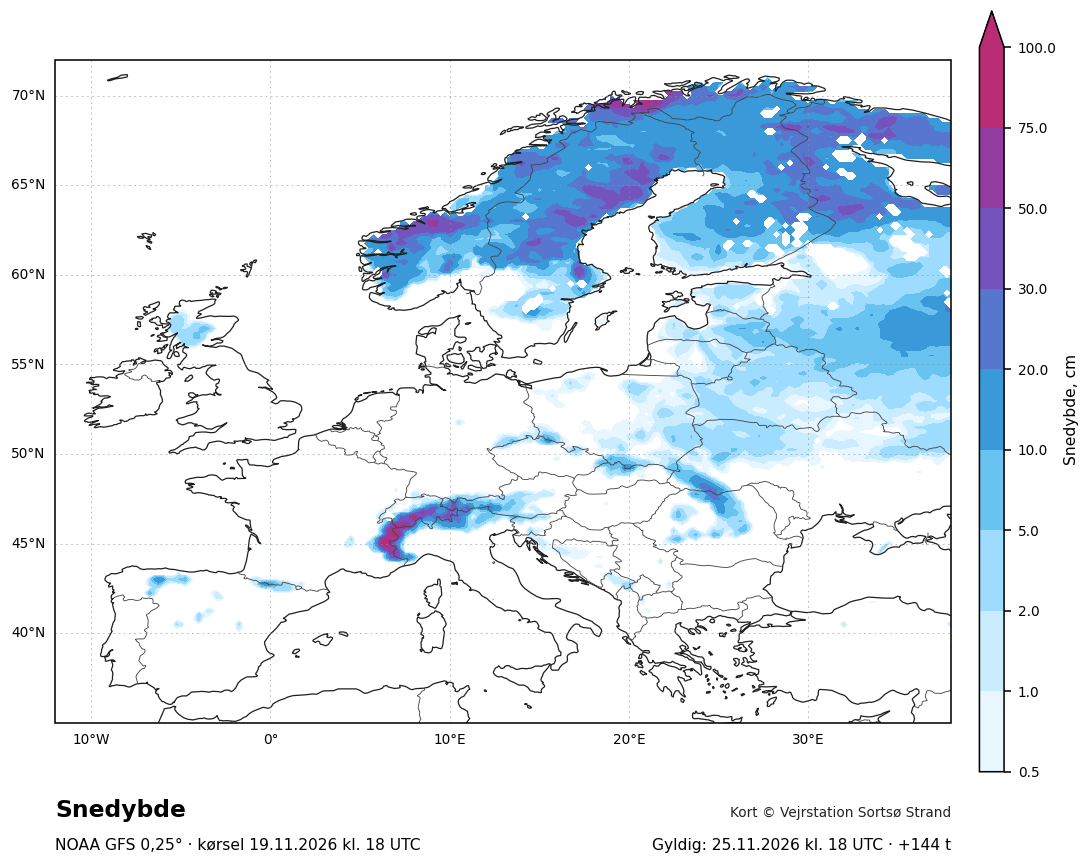 100.0
75.0
50.0
30.0
20.0
10.0
5.0
2.0
1.0
0.5
Snedybde, cm
70°N
65°N
60°N
55°N
50°N
45°N
40°N
10°W
0°
10°E
20°E
30°E
Snedybde
Kort © Vejrstation Sortsø Strand
NOAA GFS 0,25° · kørsel 19.11.2026 kl. 18 UTC
Gyldig: 25.11.2026 kl. 18 UTC · +144 t